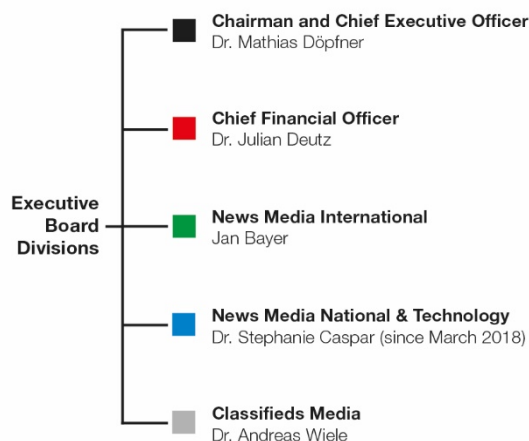 Chairman and Chief Executive Officer
Dr. Mathias Döpfner
Chief Financial Officer
Dr. Julian Deutz
Executive
Board
Divisions
News Media International
Jan Bayer
News Media National & Technology
Dr. Stephanie Caspar (since March 2018)
Classifieds Media
Dr. Andreas Wiele